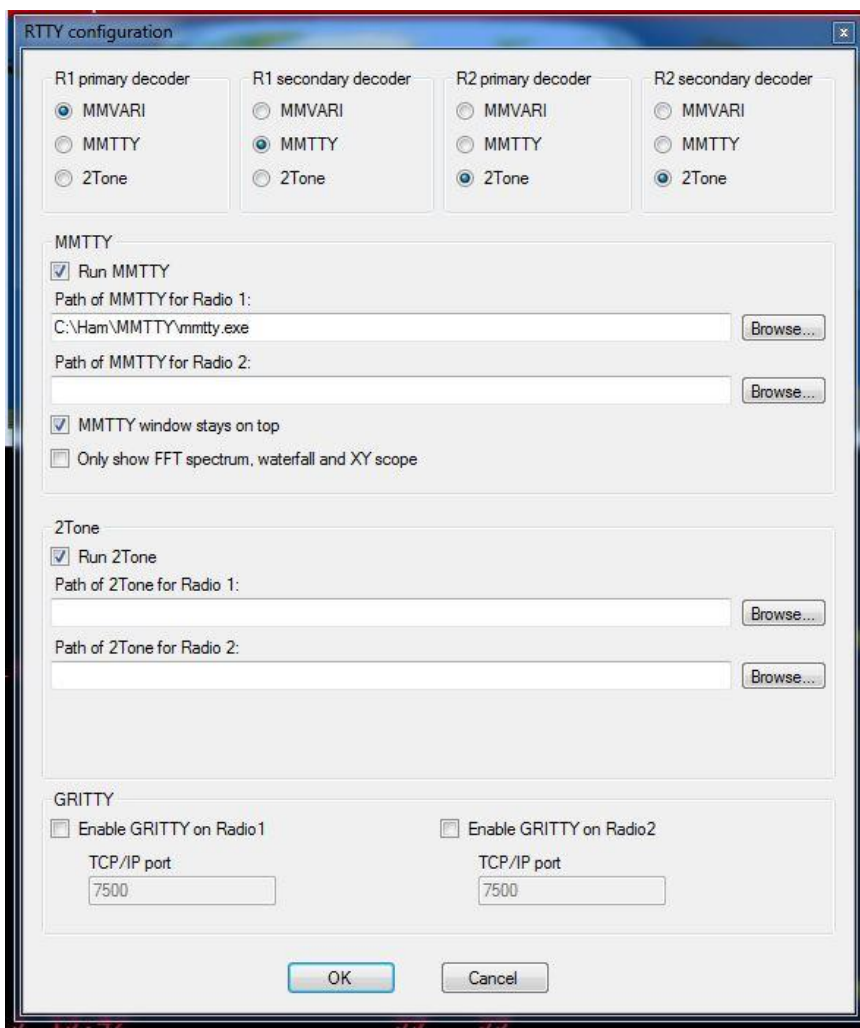 RTTY configuration
x
R1 primary decoder
MMVARI
MMTTY
2Tone
R1 secondary decoder
MMVARI
MMTTY
2Tone
R2 primary decoder
MMVARI
MMTTY
2Tone
R2 secondary decoder
MMVARI
MMTTY
2Tone
MMTTY
Run MMTTY
Path of MMTTY for Radio 1:
C:\Ham\MMTTY\mmtty.exe
Browse...
Path of MMTTY for Radio 2:
Browse...
MMTTY window stays on top
Only show FFT spectrum, waterfall and XY scope
2Tone
Run 2Tone
Path of 2Tone for Radio 1:
Browse...
Path of 2Tone for Radio 2:
Browse...
GRITTY
Enable GRITTY on Radio1
TCP/IP port
7500
Enable GRITTY on Radio2
TCP/IP port
7500
OK
Cancel